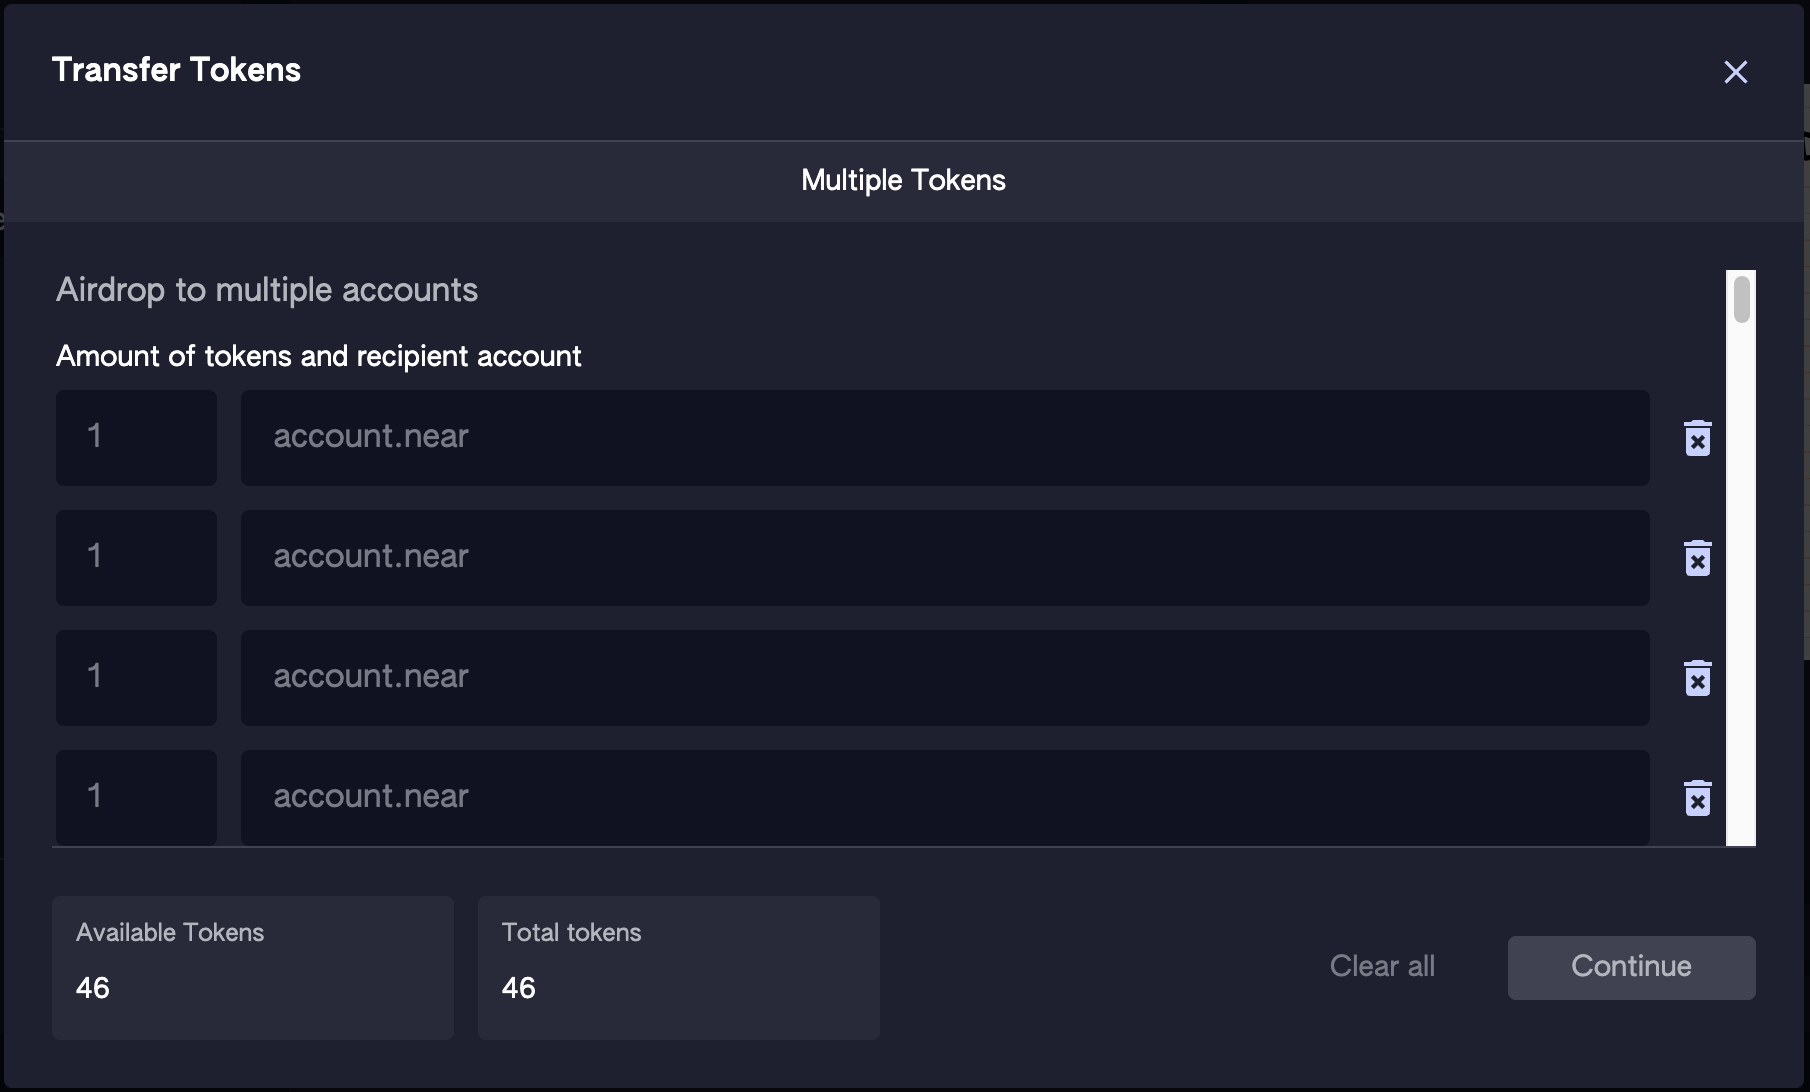 Transfer Tokens
Multiple Tokens
Airdrop to multiple accounts
Amount of tokens and recipient account
1 account.near
1 account.near
1 account.near
1 account.near
Available Tokens
46
Total tokens
46
Clear all
Continue